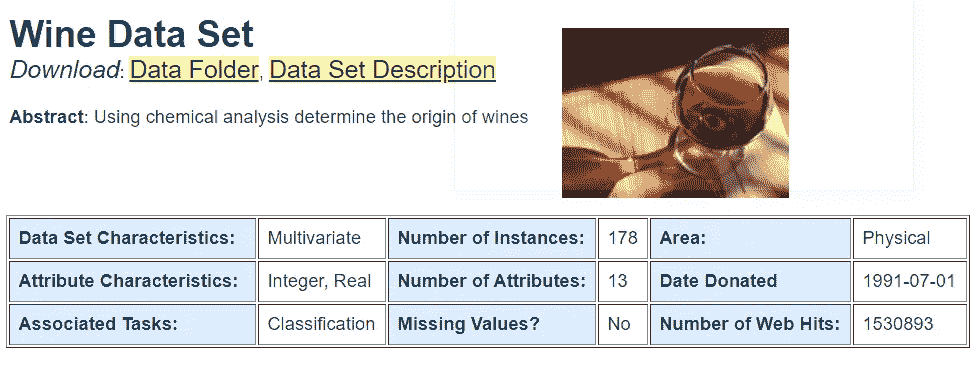 Wine Data Set
Download: Data Folder, Data Set Description
Abstract: Using chemical analysis determine the origin of wines
Data Set Characteristics: Multivariate Number of Instances: 178 Area: Physical
Attribute Characteristics: Integer, Real Number of Attributes: 13 Date Donated 1991-07-01
Associated Tasks: Classification Missing Values? No Number of Web Hits: 1530893